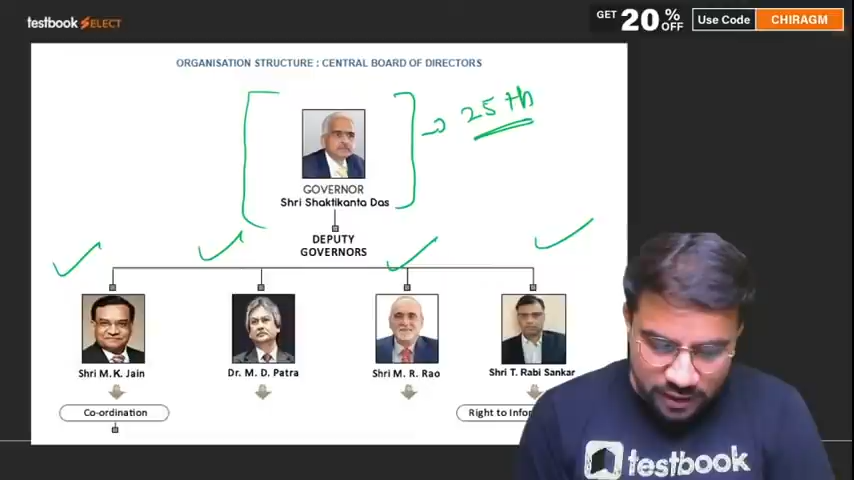 testbook SELECT
GET 20% OFF
Use Code CHIRAGM
ORGANISATION STRUCTURE : CENTRAL BOARD OF DIRECTORS
25th
GOVERNOR
Shri Shaktikanta Das
DEPUTY
GOVERNORS
Shri M. K. Jain
Dr. M. D. Patra
Shri M. R. Rao
Shri T. Rabi Sankar
Co-ordination
Right to
testbook